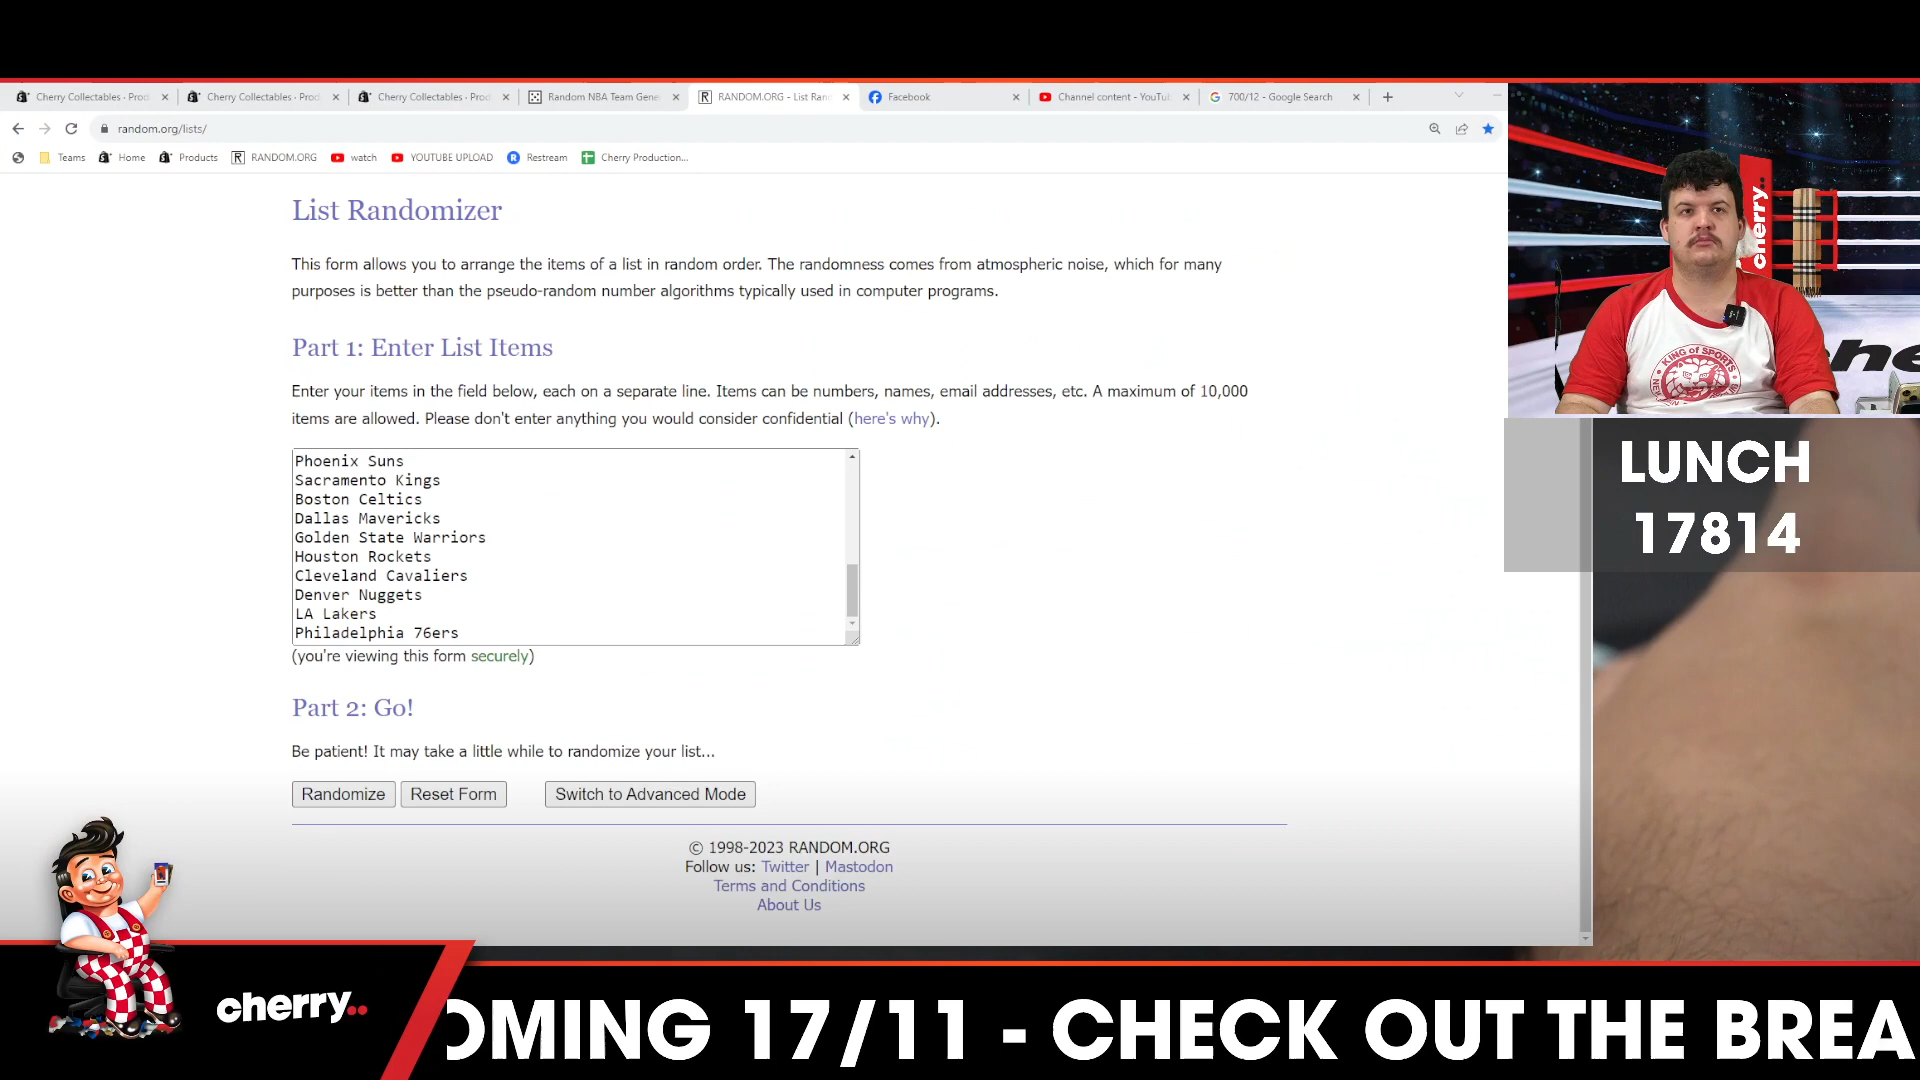 Cherry Collectables · Prod
Cherry Collectables · Prod
Cherry Collectables · Prod
Random NBA Team Gene
RANDOM.ORG - List Ran
Facebook
Channel content - YouTu
700/12 - Google Search
random.org/lists/
Teams
Home
Products
RANDOM.ORG
watch
YOUTUBE UPLOAD
Restream
Cherry Production...
List Randomizer
This form allows you to arrange the items of a list in random order. The randomness comes from atmospheric noise, which for many
purposes is better than the pseudo-random number algorithms typically used in computer programs.
Part 1: Enter List Items
Enter your items in the field below, each on a separate line. Items can be numbers, names, email addresses, etc. A maximum of 10,000
items are allowed. Please don't enter anything you would consider confidential (here's why).
Phoenix Suns
Sacramento Kings
Boston Celtics
Dallas Mavericks
Golden State Warriors
Houston Rockets
Cleveland Cavaliers
Denver Nuggets
LA Lakers
Philadelphia 76ers
(you're viewing this form securely)
Part 2: Go!
Be patient! It may take a little while to randomize your list...
Randomize
Reset Form
Switch to Advanced Mode
© 1998-2023 RANDOM.ORG
Follow us: Twitter | Mastodon
Terms and Conditions
About Us
cherry..
KING OF SPORTS
che
LUNCH
17814
cherry..
OMING 17/11 - CHECK OUT THE BREA